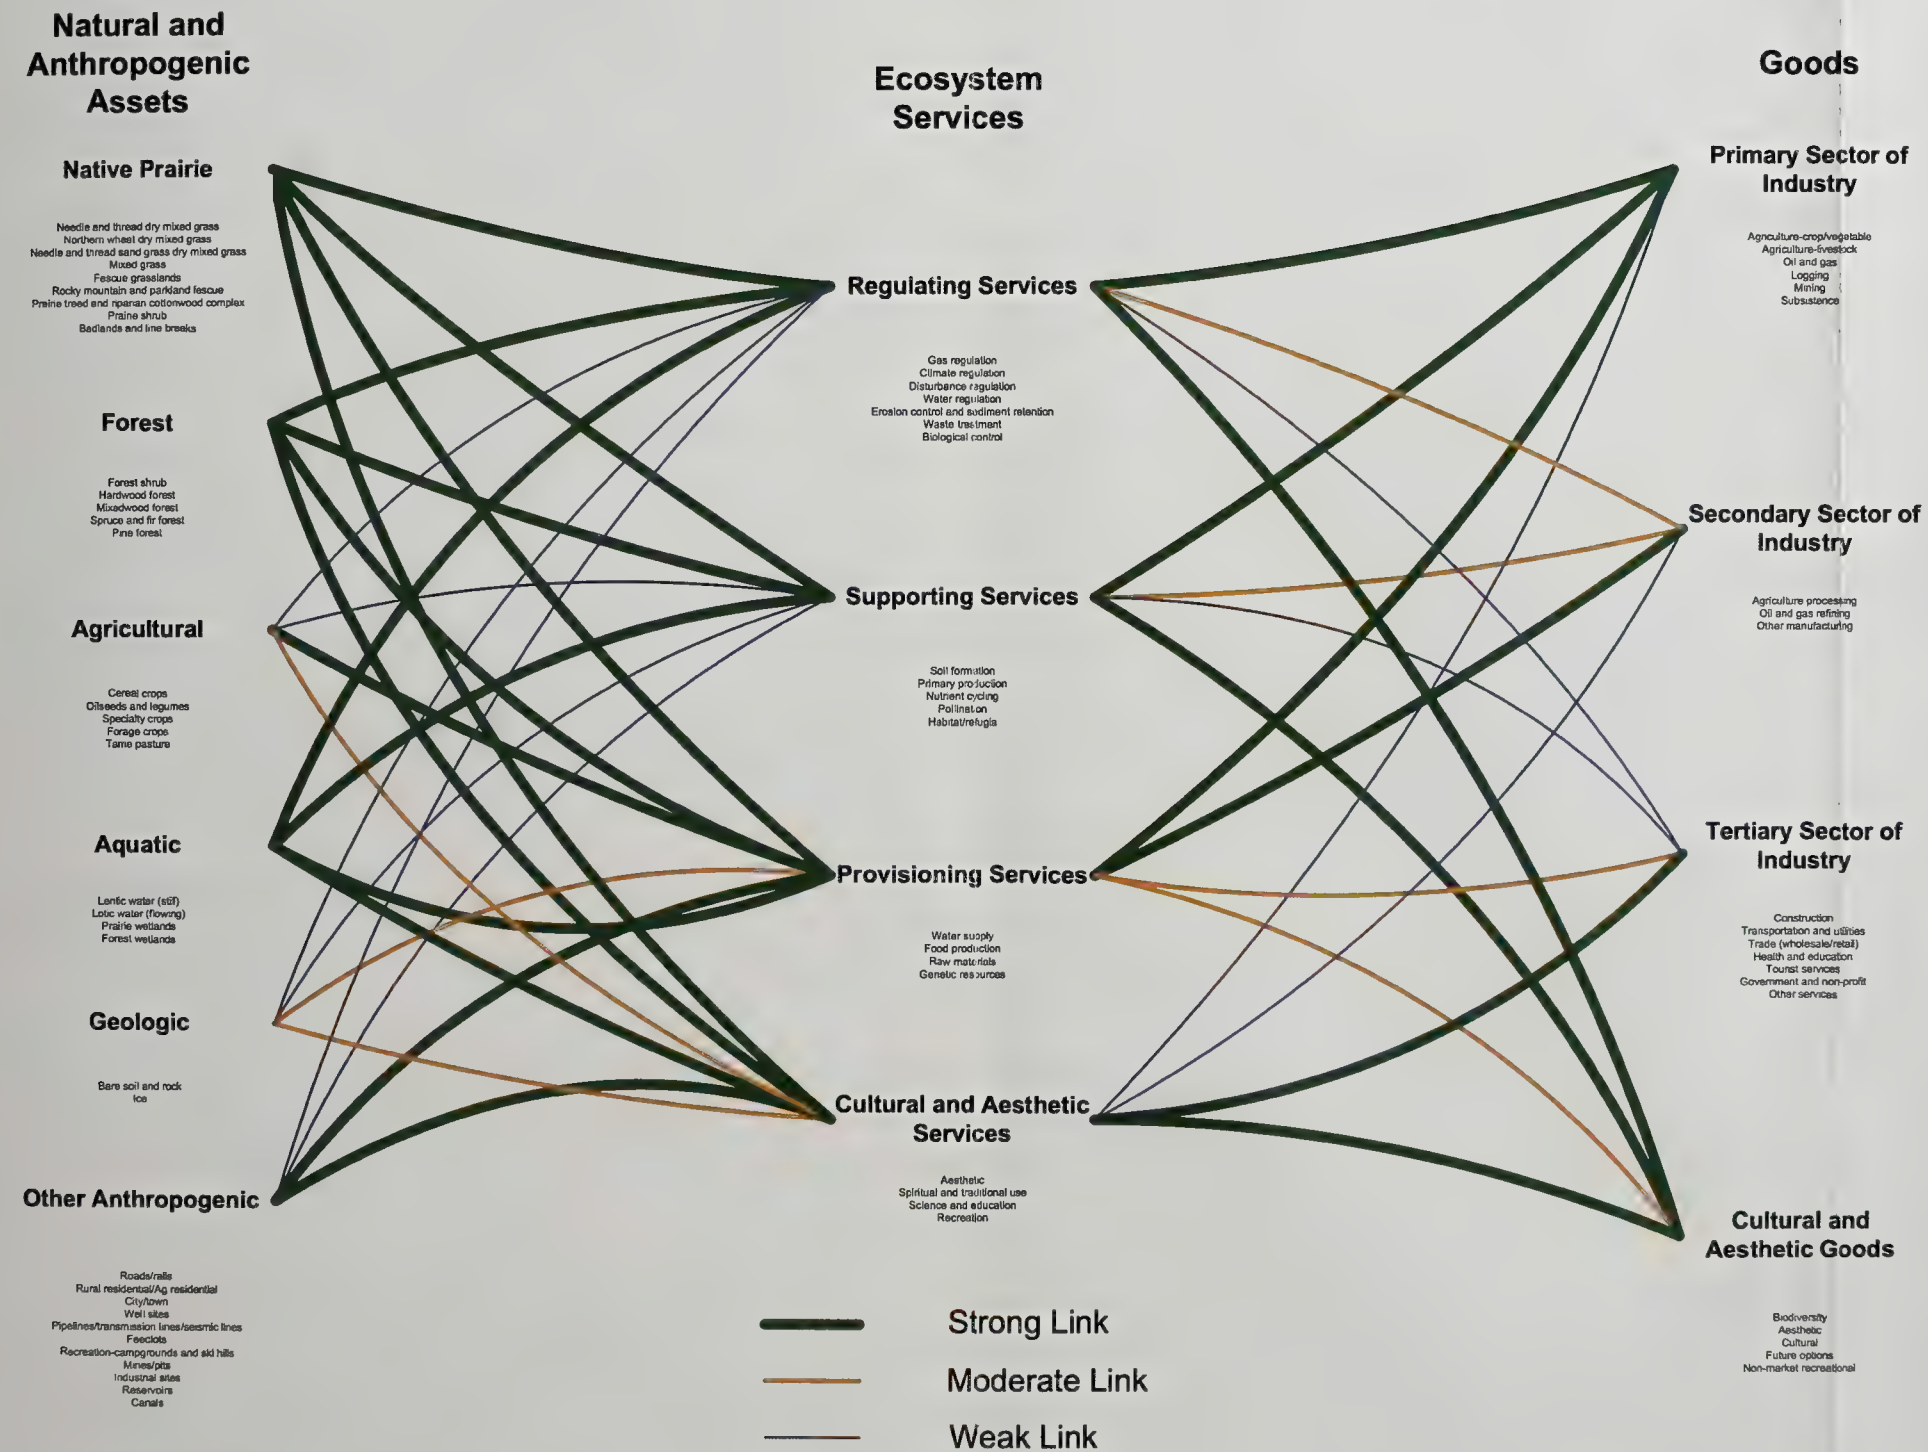 Natural and
Anthropogenic
Assets
Native Prairie
Needle and thread dry mixed grass
Northern wheat dry mixed grass
Needle and thread sand grass dry mixed grass
Mixed grass
Fescue grasslands
Rocky mountain and parkland fescue
Prairie treed and riparian cottonwood complex
Prairie shrub
Badlands and line breaks
Forest
Forest shrub
Hardwood forest
Mixedwood forest
Spruce and fir forest
Pine forest
Agricultural
Cereal crops
Oilseeds and legumes
Specialty crops
Forage crops
Tame pasture
Aquatic
Lentic water (still)
Lotic water (flowing)
Prairie wetlands
Forest wetlands
Geologic
Bare soil and rock
Ice
Other Anthropogenic
Roads/rails
Rural residential/Ag residential
City/town
Well sites
Pipelines/transmission lines/seismic lines
Feedlots
Recreation-campgrounds and ski hills
Mines/pits
Industrial sites
Reservoirs
Canals
Ecosystem
Services
Regulating Services
Gas regulation
Climate regulation
Disturbance regulation
Water regulation
Erosion control and sediment retention
Waste treatment
Biological control
Supporting Services
Soil formation
Primary production
Nutrient cycling
Pollination
Habitat/refugia
Provisioning Services
Water supply
Food production
Raw materials
Genetic resources
Cultural and Aesthetic
Services
Aesthetic
Spiritual and traditional use
Science and education
Recreation
Strong Link
Moderate Link
Weak Link
Goods
Primary Sector of
Industry
Agriculture-crop/vegetable
Agriculture-livestock
Oil and gas
Logging
Mining
Subsistence
Secondary Sector of
Industry
Agriculture processing
Oil and gas refining
Other manufacturing
Tertiary Sector of
Industry
Construction
Transportation and utilities
Trade (wholesale/retail)
Health and education
Tourist services
Government and non-profit
Other services
Cultural and
Aesthetic Goods
Biodiversity
Aesthetic
Cultural
Future options
Non-market recreational